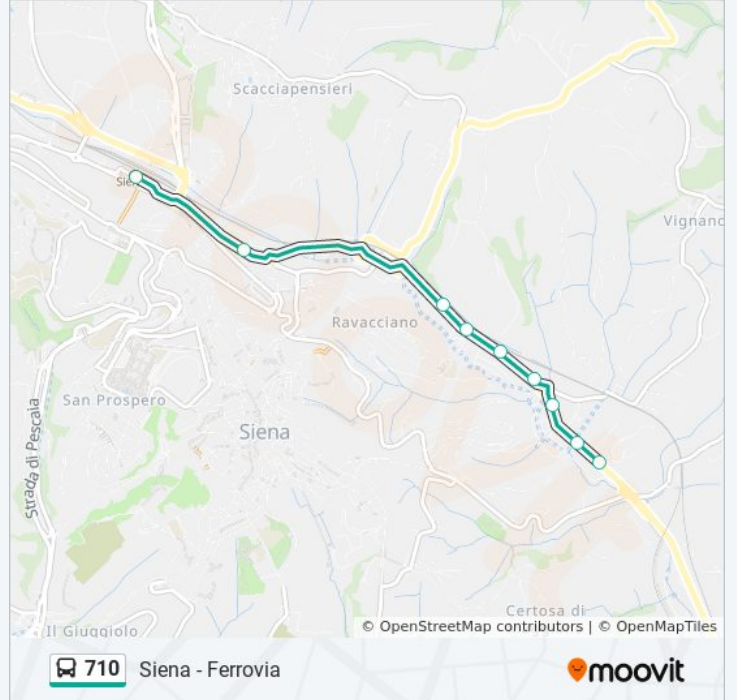 Scacciapensieri
Vignano
Ravacciano
San Prospero
Siena
Strada di Pescaia
Certosa di
Il Giuggiolo
© OpenStreetMap contributors | © OpenMapTiles
710 Siena - Ferrovia
moovit